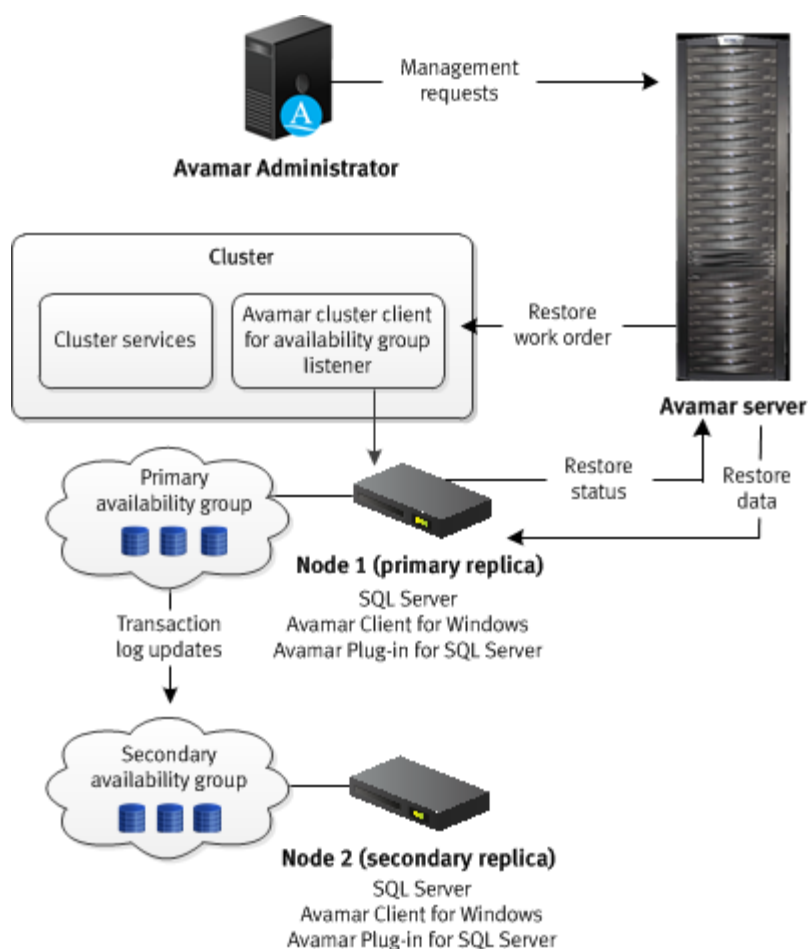 Management
requests
A
Avamar Administrator
Cluster
Cluster services
Avamar cluster client
for availability group
listener
Restore
work order
Avamar server
Primary
availability group
Restore
status
Restore
data
Node 1 (primary replica)
SQL Server
Avamar Client for Windows
Avamar Plug-in for SQL Server
Transaction
log updates
Secondary
availability group
Node 2 (secondary replica)
SQL Server
Avamar Client for Windows
Avamar Plug-in for SQL Server